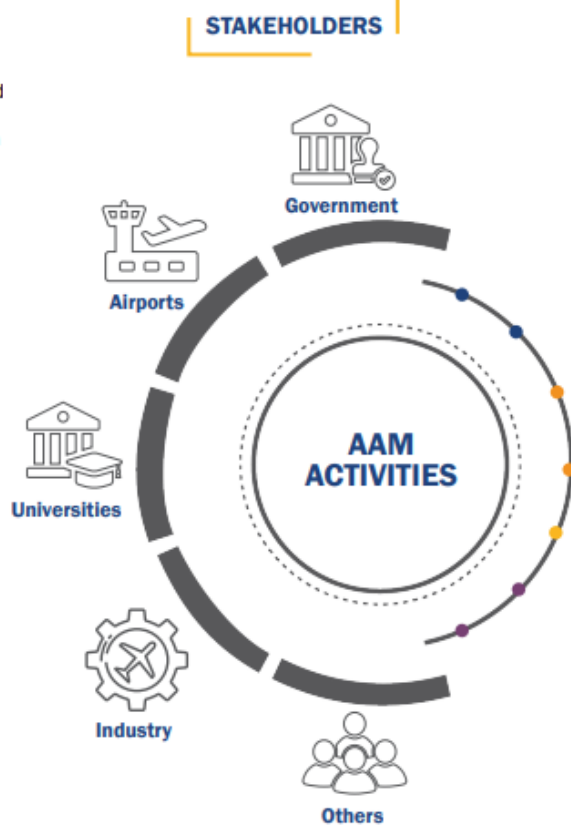 STAKEHOLDERS
Government
Airports
Universities
AAM
ACTIVITIES
Industry
Others